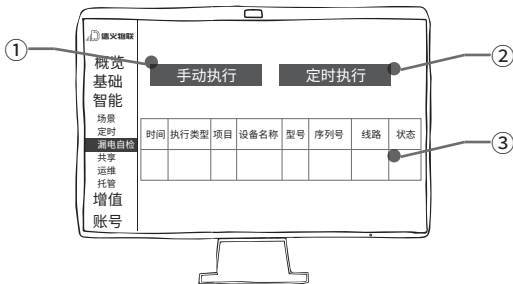 ①
②
③
曼火物联
概览
基础
智能
场景
定时
漏电自检
共享
运维
托管
增值
账号
手动执行
定时执行
时间 执行类型 项目 设备名称 型号 序列号 线路 状态